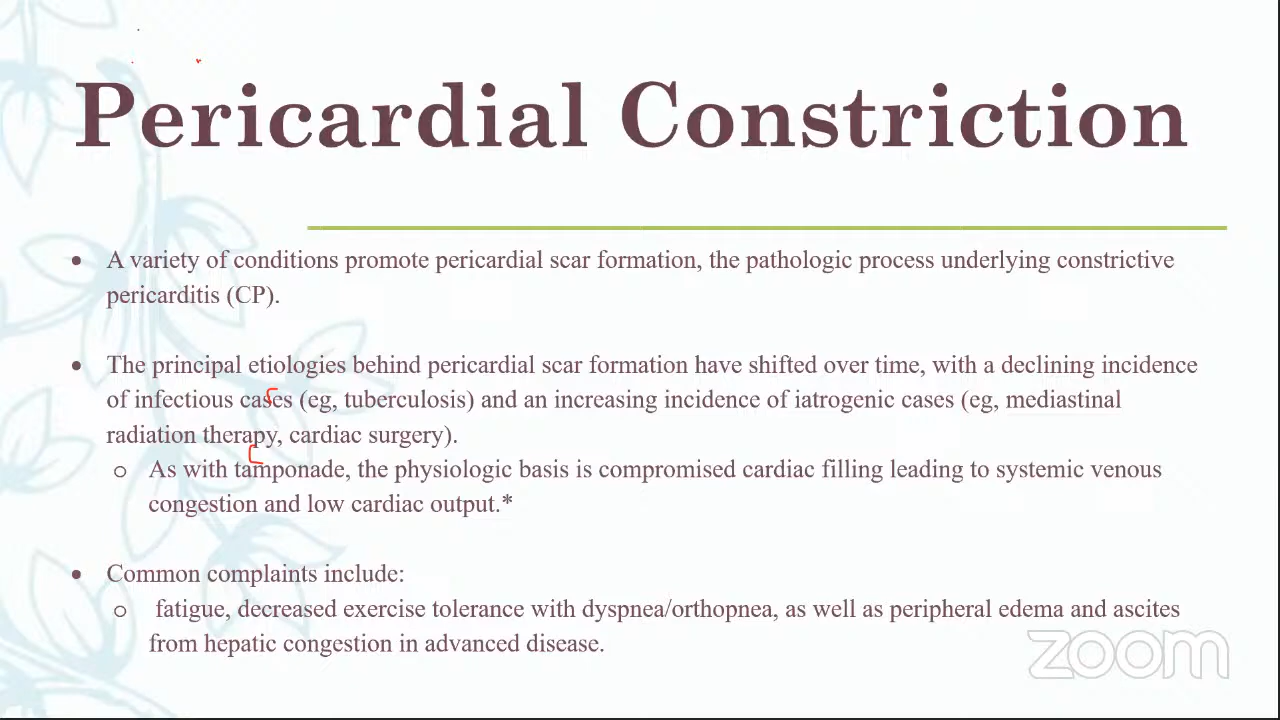 Pericardial Constriction
• A variety of conditions promote pericardial scar formation, the pathologic process underlying constrictive
pericarditis (CP).
• The principal etiologies behind pericardial scar formation have shifted over time, with a declining incidence
of infectious cases (eg, tuberculosis) and an increasing incidence of iatrogenic cases (eg, mediastinal
radiation therapy, cardiac surgery).
o As with tamponade, the physiologic basis is compromised cardiac filling leading to systemic venous
congestion and low cardiac output.*
• Common complaints include:
o fatigue, decreased exercise tolerance with dyspnea/orthopnea, as well as peripheral edema and ascites
from hepatic congestion in advanced disease.
zoom